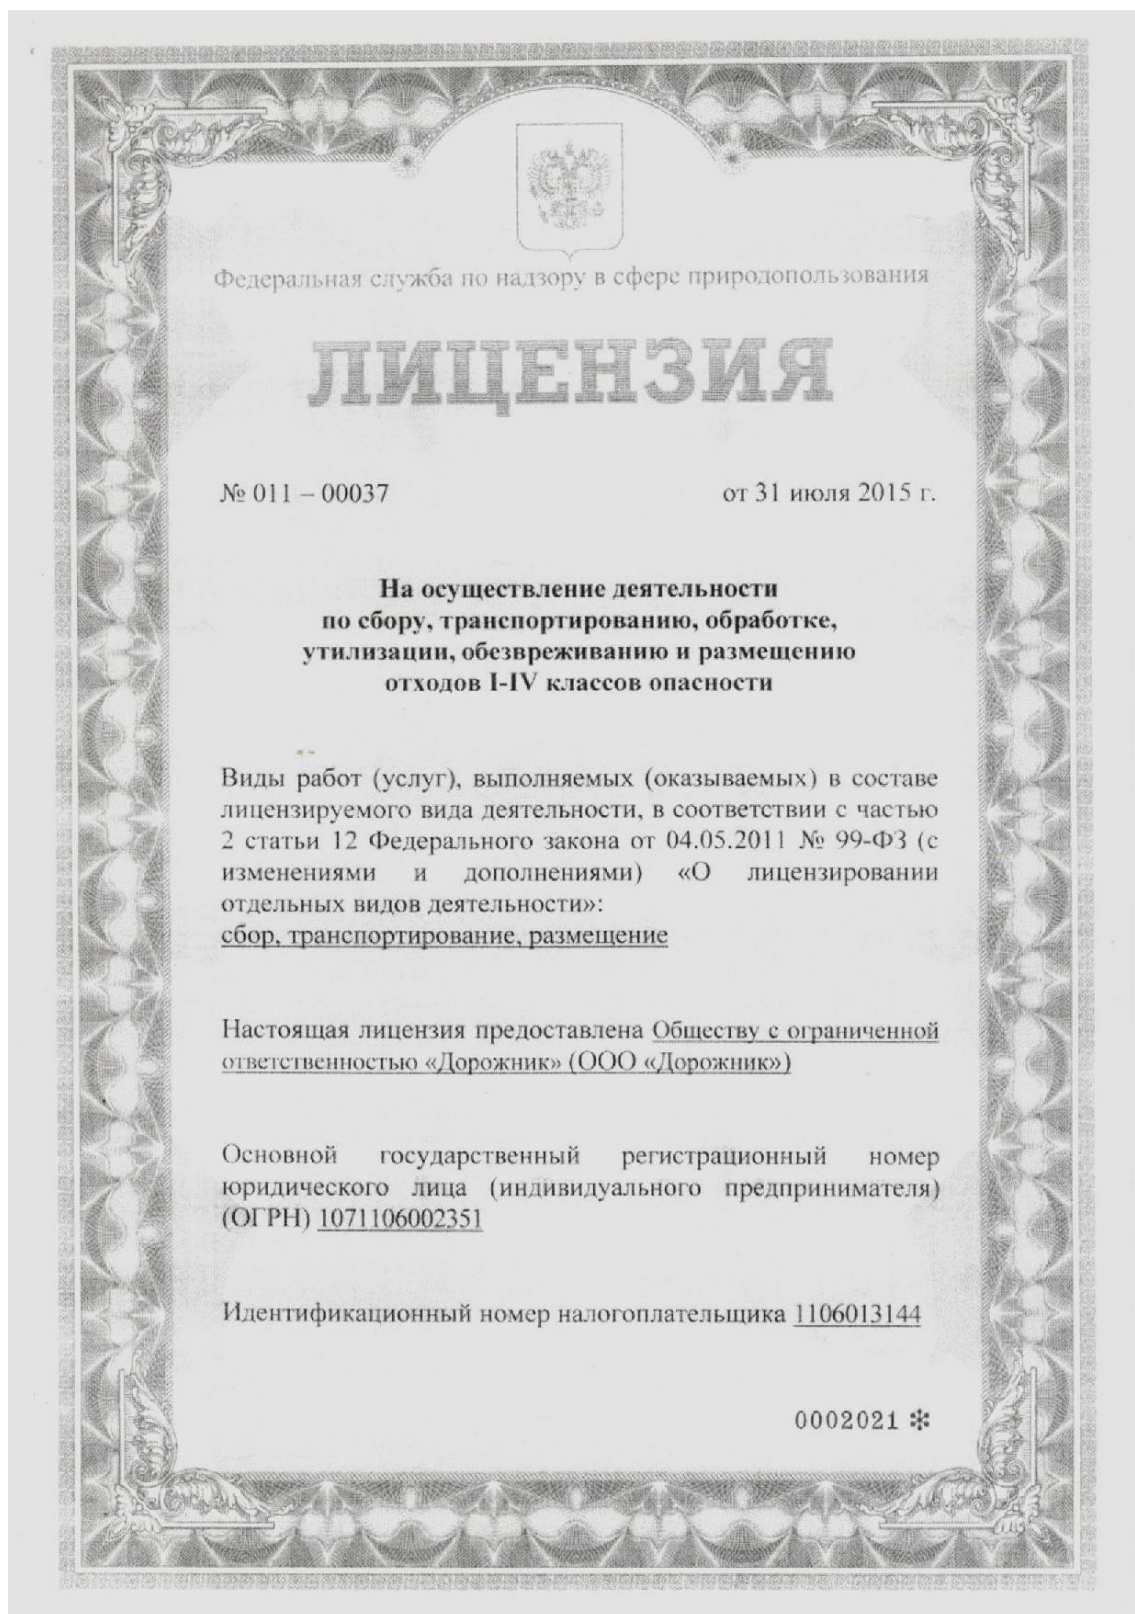 Федеральная служба по надзору в сфере природопользования
ЛИЦЕНЗИЯ
№ 011 – 00037 от 31 июля 2015 г.
На осуществление деятельности
по сбору, транспортированию, обработке,
утилизации, обезвреживанию и размещению
отходов I-IV классов опасности
Виды работ (услуг), выполняемых (оказываемых) в составе
лицензируемого вида деятельности, в соответствии с частью
2 статьи 12 Федерального закона от 04.05.2011 № 99-ФЗ (с
изменениями и дополнениями) «О лицензировании
отдельных видов деятельности»:
сбор, транспортирование, размещение
Настоящая лицензия предоставлена Обществу с ограниченной
ответственностью «Дорожник» (ООО «Дорожник»)
Основной государственный регистрационный номер
юридического лица (индивидуального предпринимателя)
(ОГРН) 1071106002351
Идентификационный номер налогоплательщика 1106013144
0002021 ✻